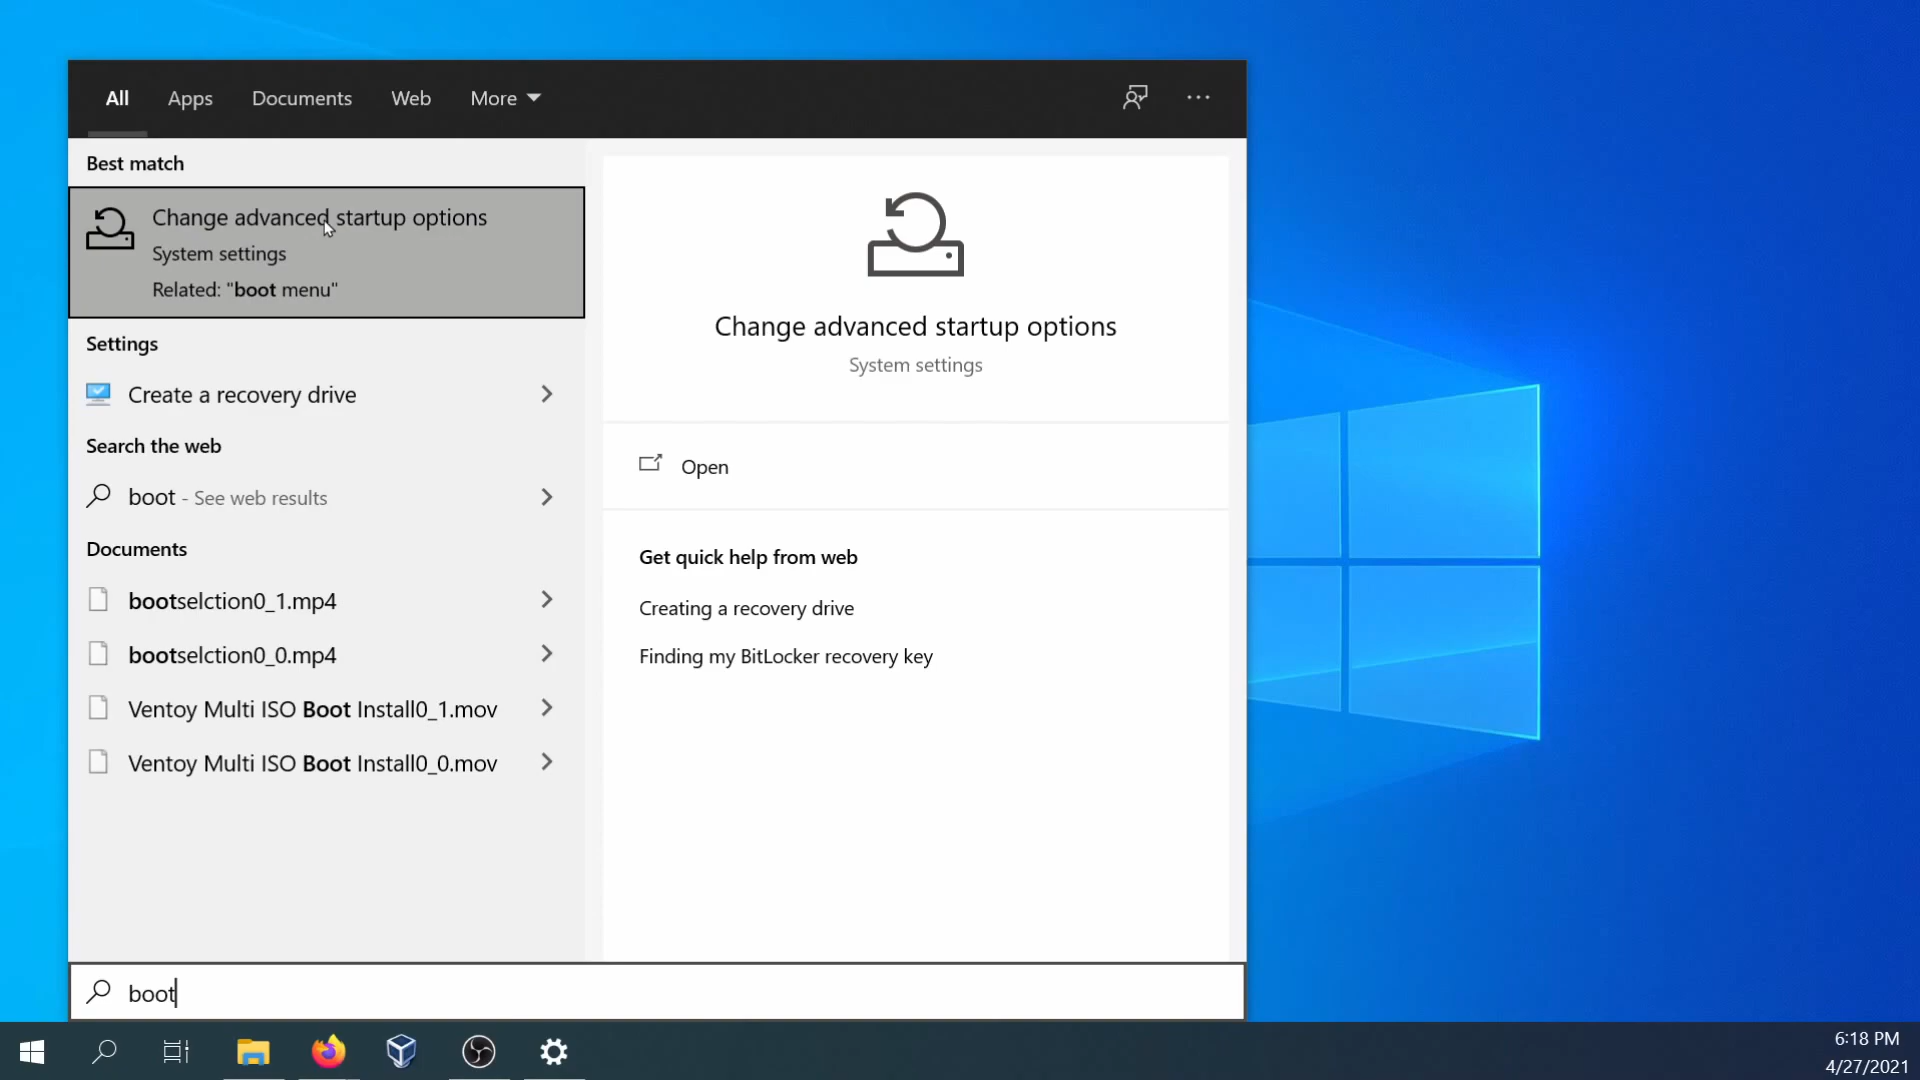 All Apps Documents Web More
Best match
Change advanced startup options
System settings
Related: "boot menu"
Settings
Create a recovery drive
Search the web
boot - See web results
Documents
bootselction0_1.mp4
bootselction0_0.mp4
Ventoy Multi ISO Boot Install0_1.mov
Ventoy Multi ISO Boot Install0_0.mov
Change advanced startup options
System settings
Open
Get quick help from web
Creating a recovery drive
Finding my BitLocker recovery key
boot
6:18 PM
4/27/2021